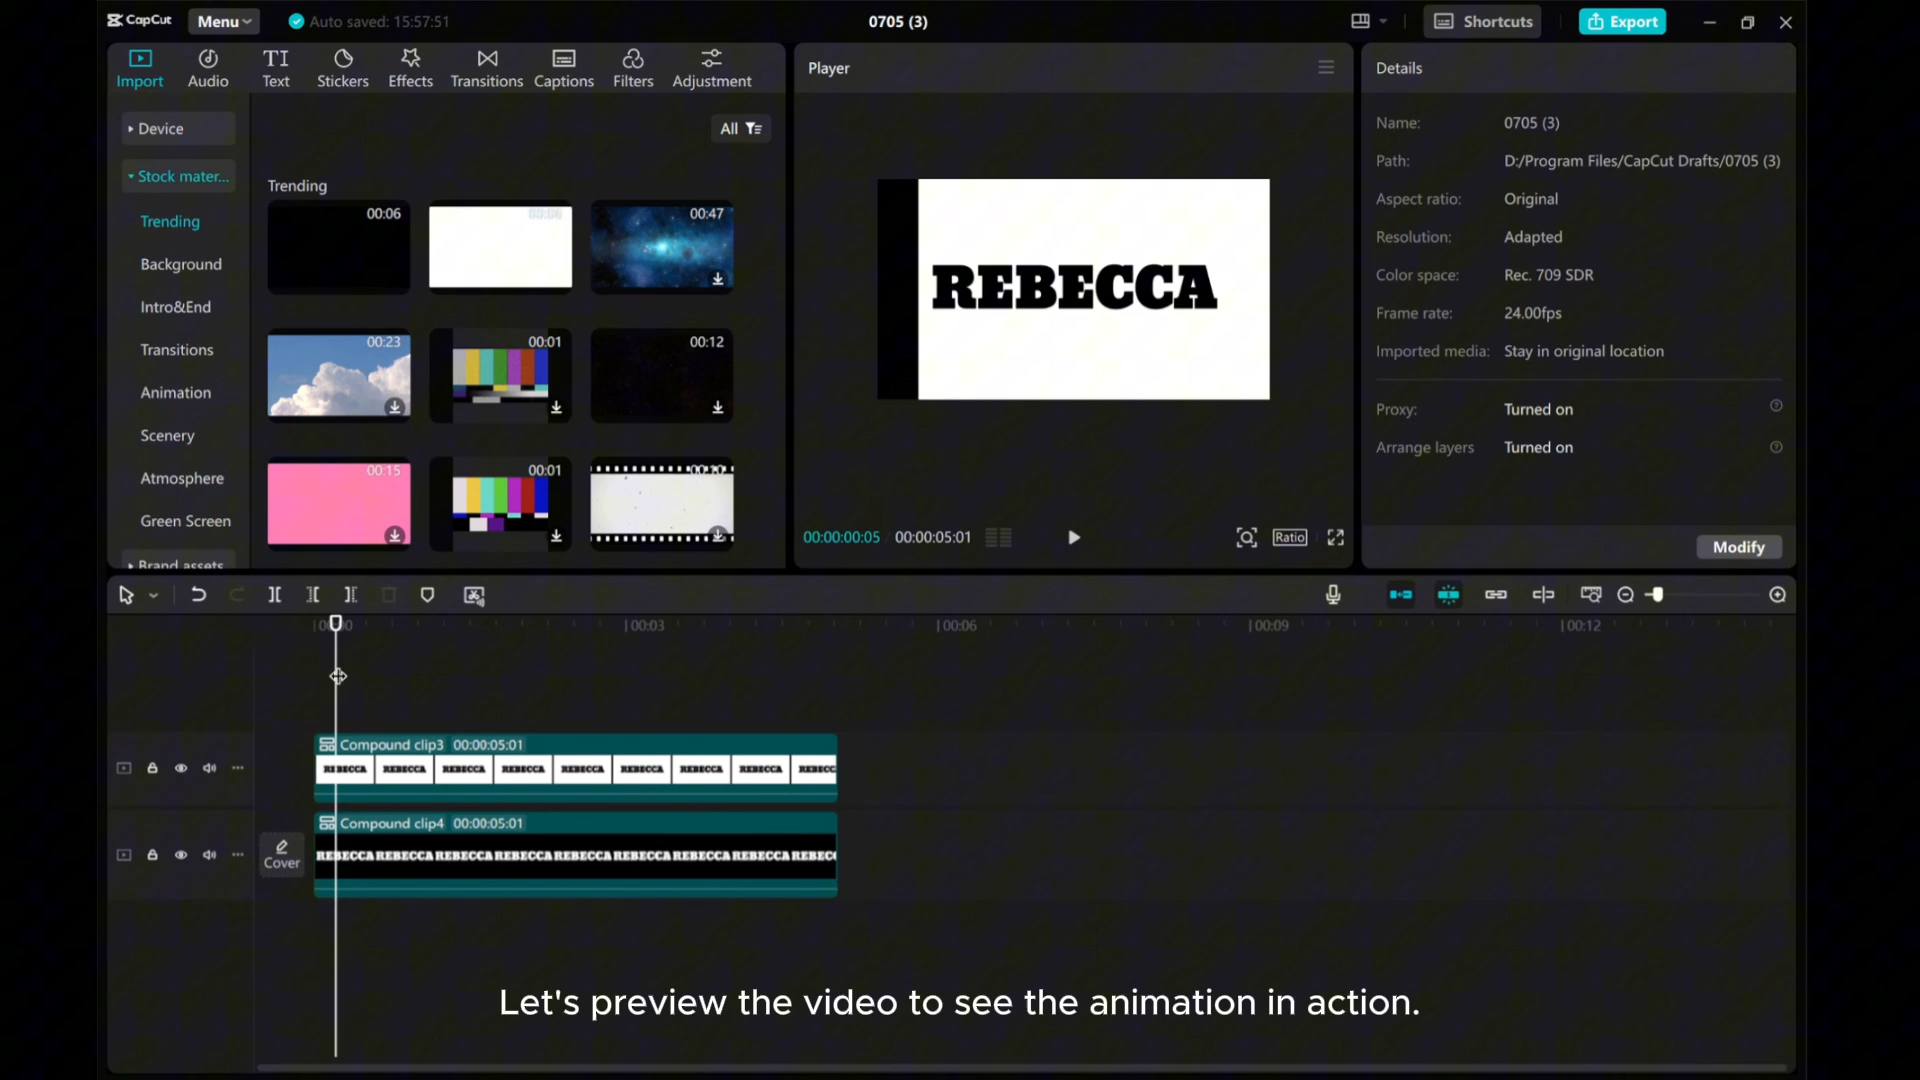 CapCut Menu Auto saved: 15:57:51 0705 (3) Shortcuts Export
Import Audio Text Stickers Effects Transitions Captions Filters Adjustment
Device
Stock mater...
Trending
Background
Intro&End
Transitions
Animation
Scenery
Atmosphere
Green Screen
Brand assets
All
Trending
00:06 00:47
00:23 00:01 00:12
00:15 00:01 00:10
Player
REBECCA
00:00:00:05 00:00:05:01 Ratio
Details
Name: 0705 (3)
Path: D:/Program Files/CapCut Drafts/0705 (3)
Aspect ratio: Original
Resolution: Adapted
Color space: Rec. 709 SDR
Frame rate: 24.00fps
Imported media: Stay in original location
Proxy: Turned on
Arrange layers Turned on
Modify
00:00 00:03 00:06 00:09 00:12
Compound clip3 00:00:05:01
REBECCA REBECCA REBECCA REBECCA REBECCA REBECCA REBECCA REBECCA REBECC
Compound clip4 00:00:05:01
Cover
REBECCA REBECCA REBECCA REBECCA REBECCA REBECCA REBECCA REBECCA REBECC
Let's preview the video to see the animation in action.